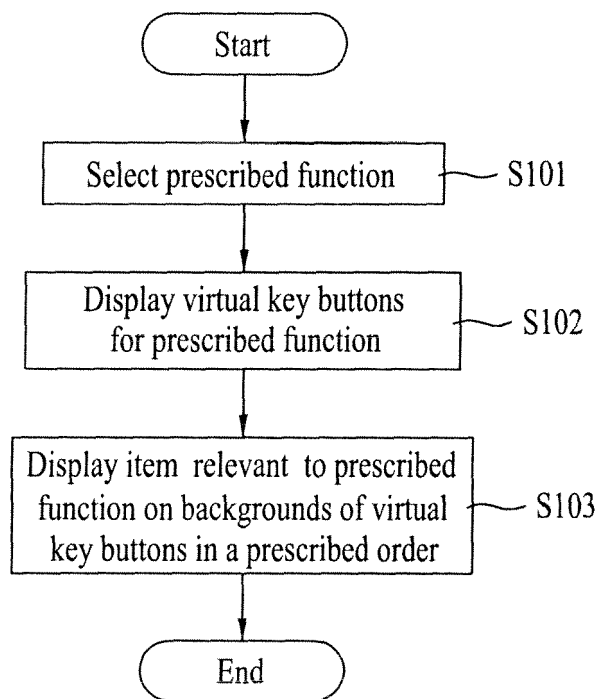 Start
Select prescribed function
S101
Display virtual key buttons
for prescribed function
S102
Display item relevant to prescribed
function on backgrounds of virtual
key buttons in a prescribed order
S103
End